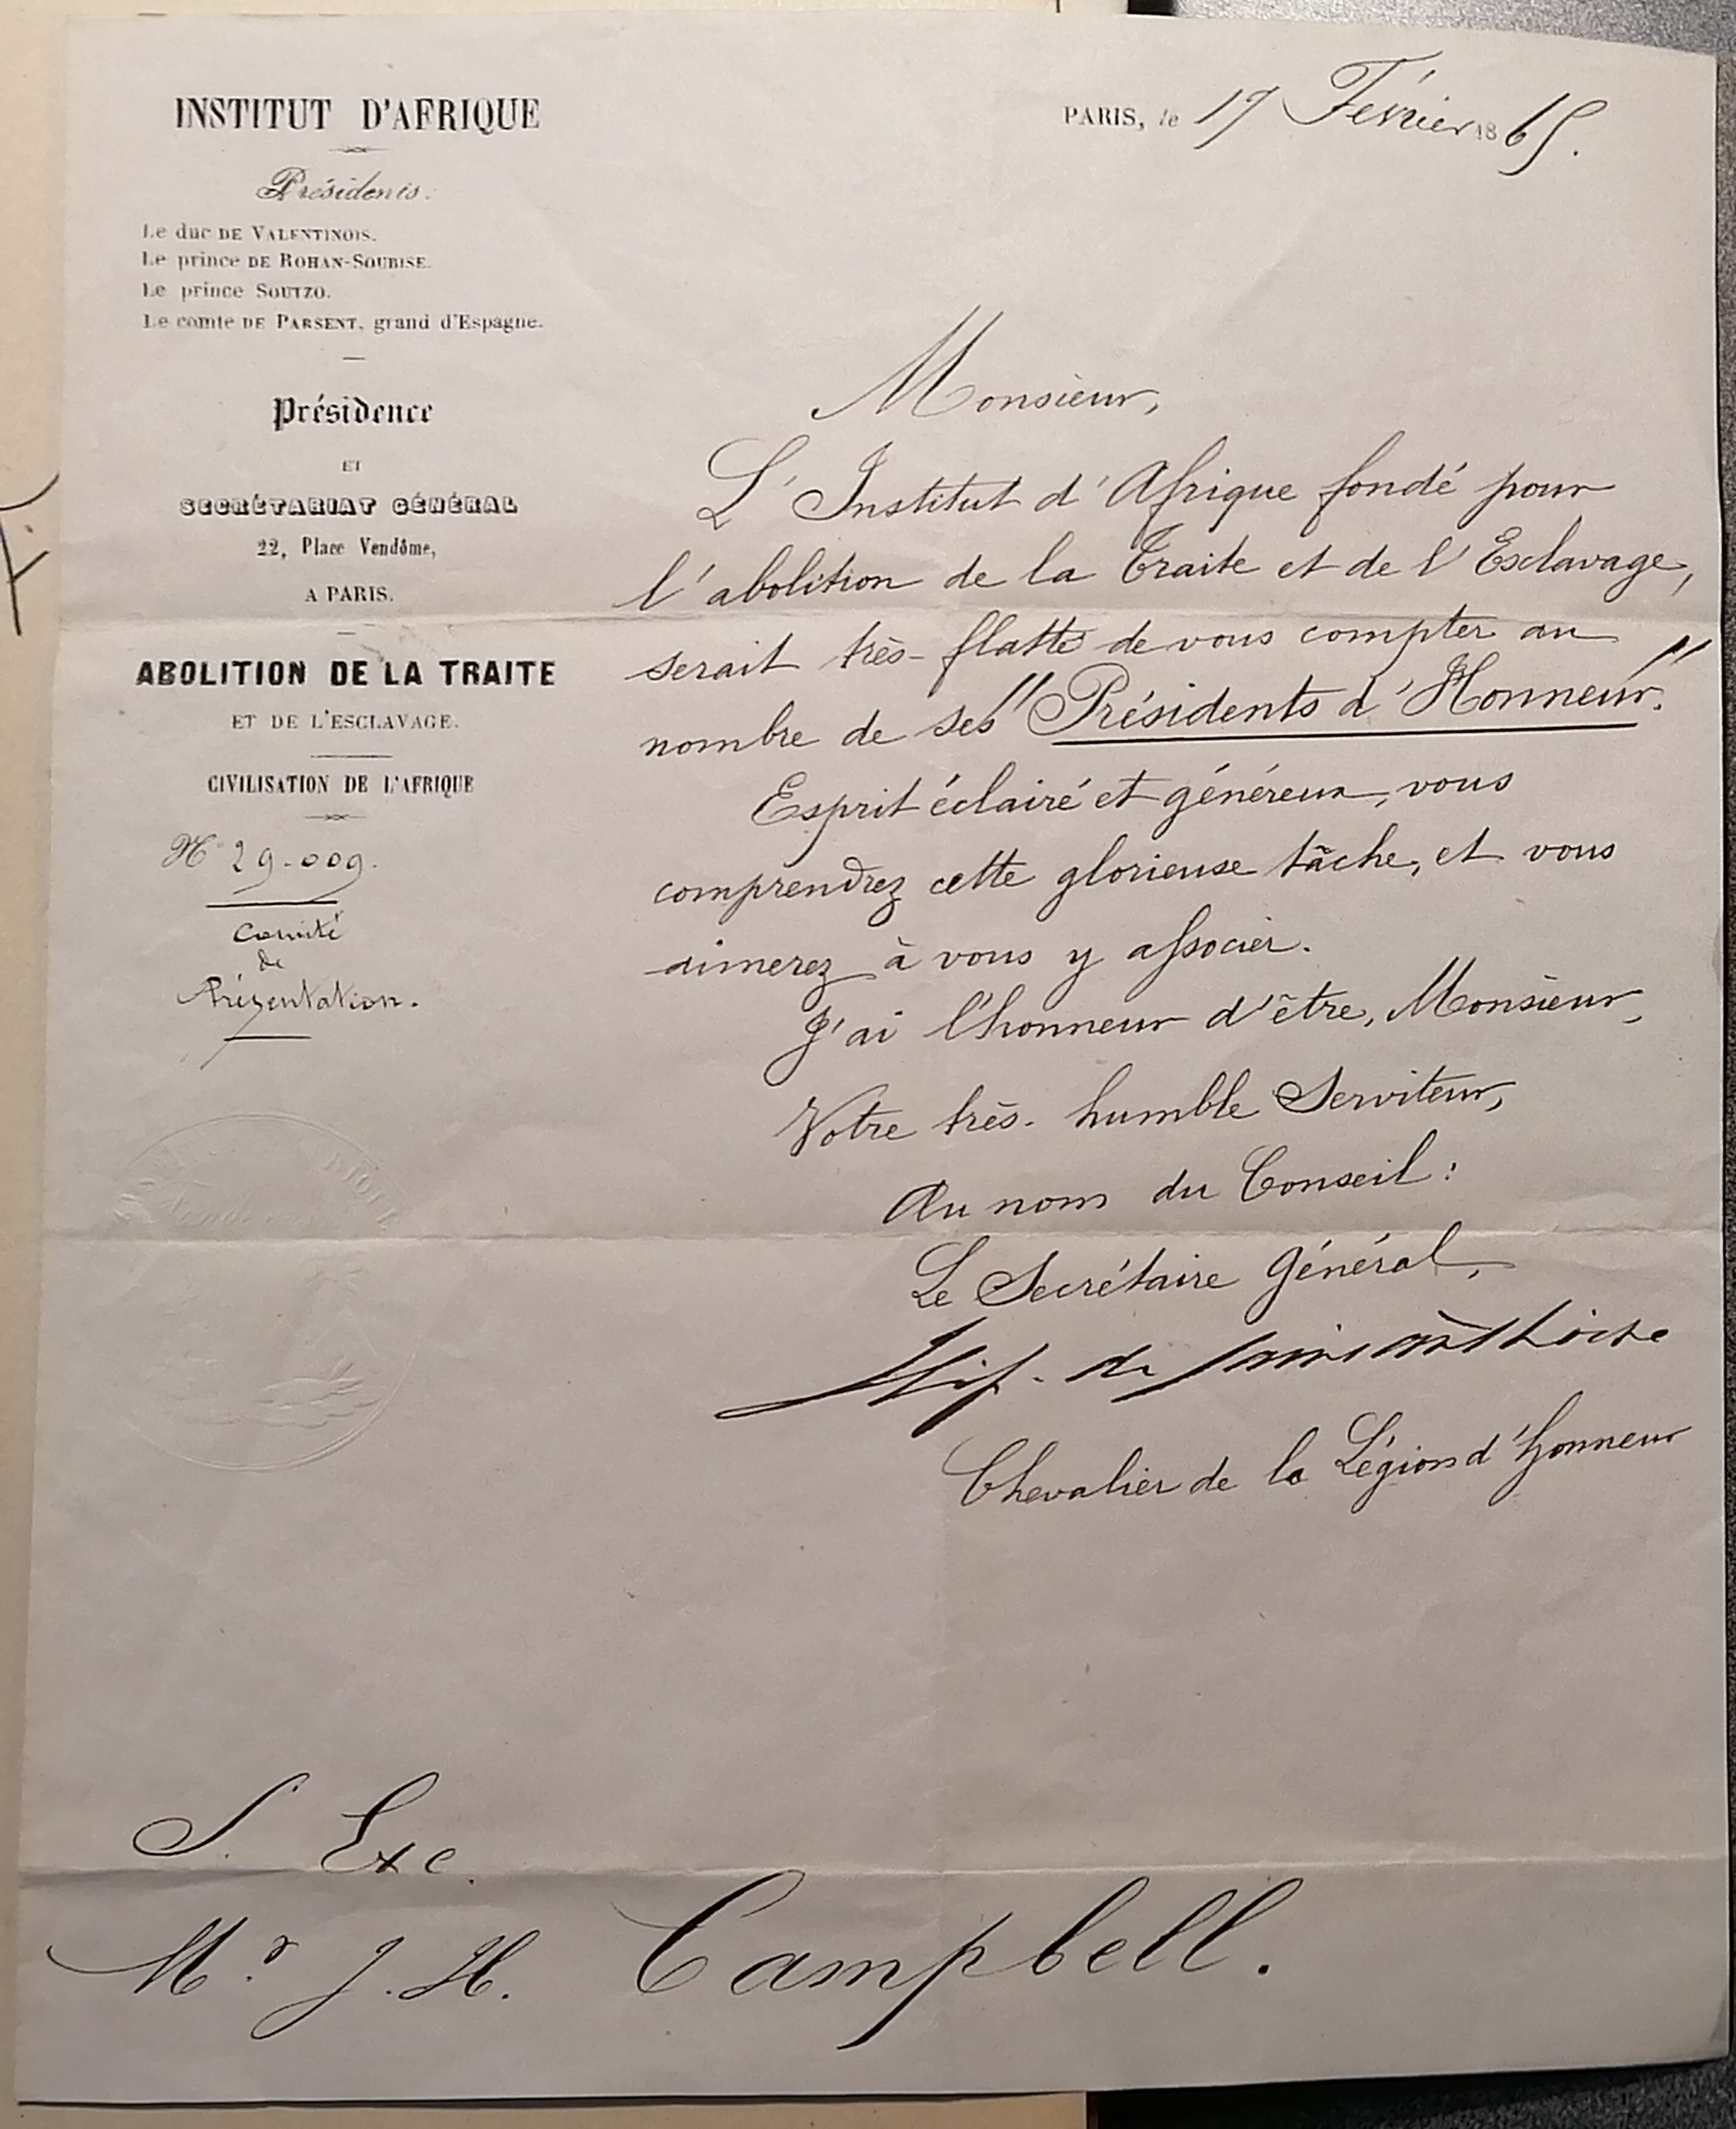 INSTITUT D'AFRIQUE
Présidents.
Le duc DE VALENTINOIS.
Le prince DE ROHAN-SOUBISE.
Le prince SOUTZO.
Le comte DE PARSENT, grand d'Espagne.
Présidence
ET
SECRÉTARIAT GÉNÉRAL
22, Place Vendôme,
A PARIS.
ABOLITION DE LA TRAITE
ET DE L'ESCLAVAGE.
CIVILISATION DE L'AFRIQUE
N° 29-009.
Comité
de
Présentation.
PARIS, le 17 Février 1865.
Monsieur,
L'Institut d'Afrique fondé pour
l'abolition de la Traite et de l'Esclavage,
serait très-flatté de vous compter au
nombre de ses "Présidents d'Honneur."
Esprit éclairé et généreux, vous
comprendrez cette glorieuse tâche, et vous
aimerez à vous y associer.
J'ai l'honneur d'être, Monsieur,
Votre très-humble Serviteur,
Au nom du Conseil:
Le Secrétaire Général,
Hip. de
Chevalier de la Légion d'honneur
S. Exc.
Mr. J. H. Campbell.